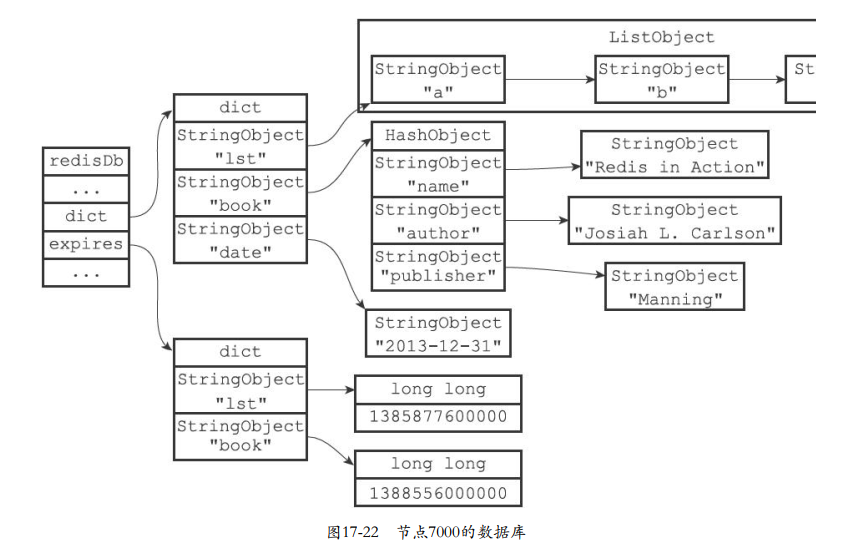 ListObject
StringObject
"a"
StringObject
"b"
St
dict
StringObject
"lst"
StringObject
"book"
StringObject
"date"
redisDb
...
dict
expires
...
HashObject
StringObject
"name"
StringObject
"author"
StringObject
"publisher"
StringObject
"Redis in Action"
StringObject
"Josiah L. Carlson"
StringObject
"Manning"
StringObject
"2013-12-31"
dict
StringObject
"lst"
StringObject
"book"
long long
1385877600000
long long
1388556000000
图17-22 节点7000的数据库